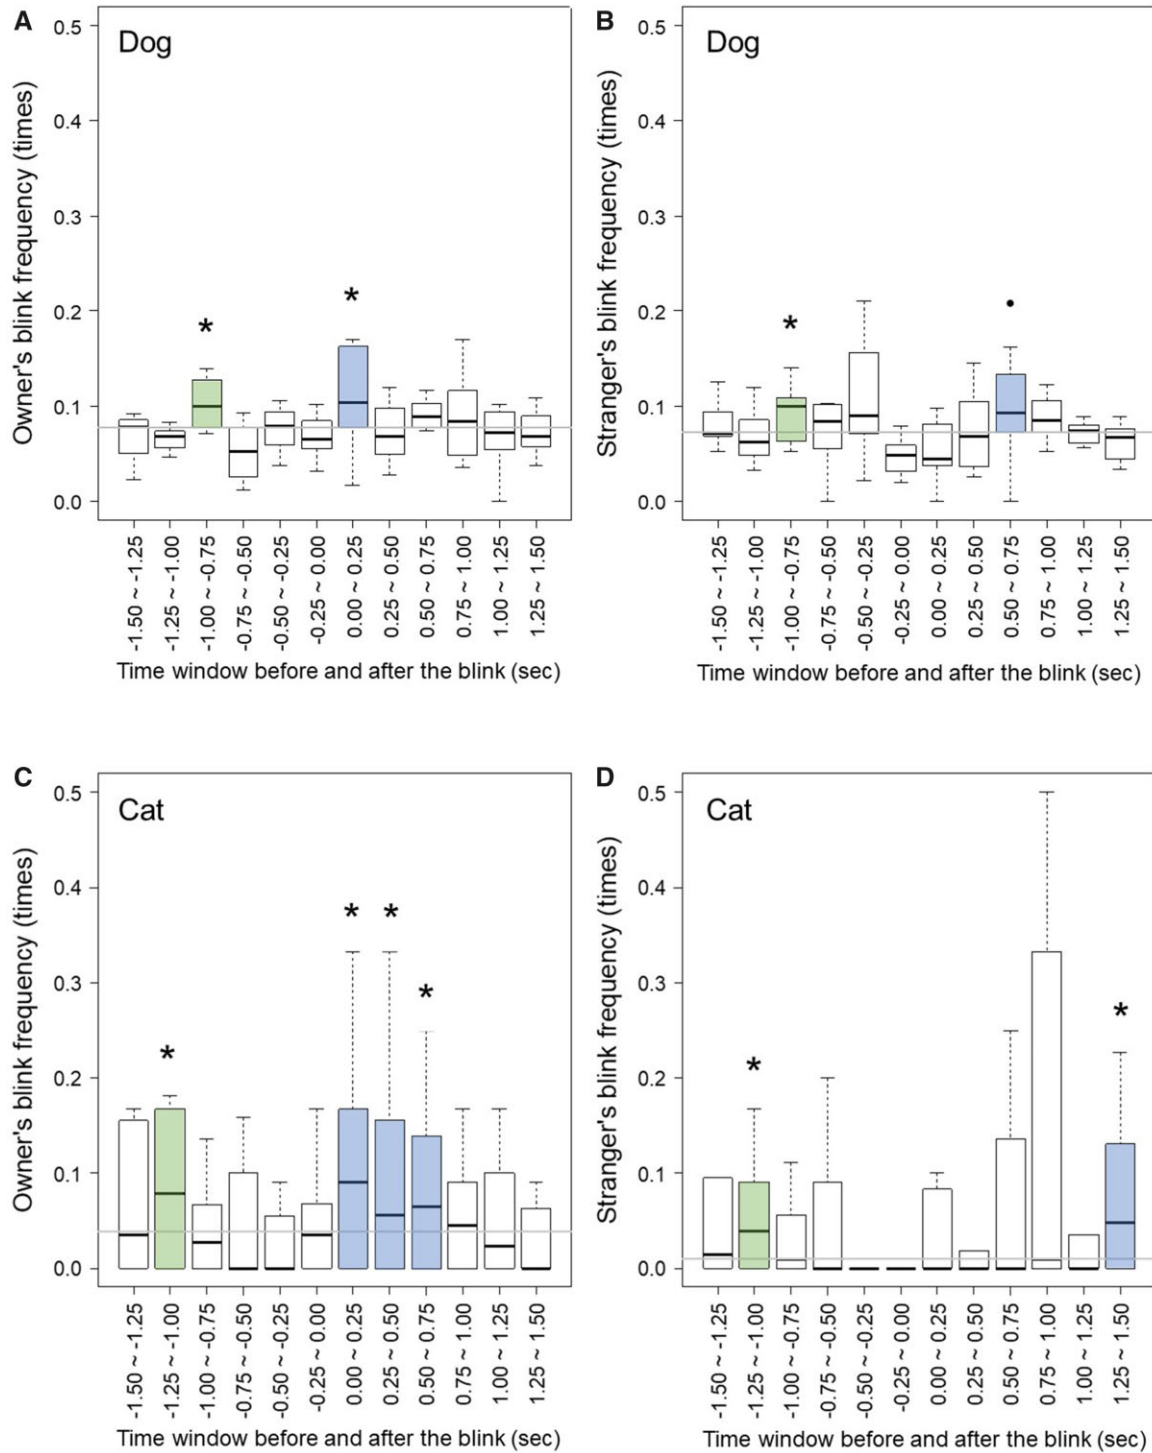 A
Dog
Owner's blink frequency (times)
0.5
0.4
0.3
0.2
0.1
0.0
*
*
-1.50 ~ -1.25
-1.25 ~ -1.00
-1.00 ~ -0.75
-0.75 ~ -0.50
-0.50 ~ -0.25
-0.25 ~ 0.00
0.00 ~ 0.25
0.25 ~ 0.50
0.50 ~ 0.75
0.75 ~ 1.00
1.00 ~ 1.25
1.25 ~ 1.50
Time window before and after the blink (sec)
B
Dog
Stranger's blink frequency (times)
0.5
0.4
0.3
0.2
0.1
0.0
*
•
-1.50 ~ -1.25
-1.25 ~ -1.00
-1.00 ~ -0.75
-0.75 ~ -0.50
-0.50 ~ -0.25
-0.25 ~ 0.00
0.00 ~ 0.25
0.25 ~ 0.50
0.50 ~ 0.75
0.75 ~ 1.00
1.00 ~ 1.25
1.25 ~ 1.50
Time window before and after the blink (sec)
C
Cat
Owner's blink frequency (times)
0.5
0.4
0.3
0.2
0.1
0.0
*
*
*
*
-1.50 ~ -1.25
-1.25 ~ -1.00
-1.00 ~ -0.75
-0.75 ~ -0.50
-0.50 ~ -0.25
-0.25 ~ 0.00
0.00 ~ 0.25
0.25 ~ 0.50
0.50 ~ 0.75
0.75 ~ 1.00
1.00 ~ 1.25
1.25 ~ 1.50
Time window before and after the blink (sec)
D
Cat
Stranger's blink frequency (times)
0.5
0.4
0.3
0.2
0.1
0.0
*
*
-1.50 ~ -1.25
-1.25 ~ -1.00
-1.00 ~ -0.75
-0.75 ~ -0.50
-0.50 ~ -0.25
-0.25 ~ 0.00
0.00 ~ 0.25
0.25 ~ 0.50
0.50 ~ 0.75
0.75 ~ 1.00
1.00 ~ 1.25
1.25 ~ 1.50
Time window before and after the blink (sec)